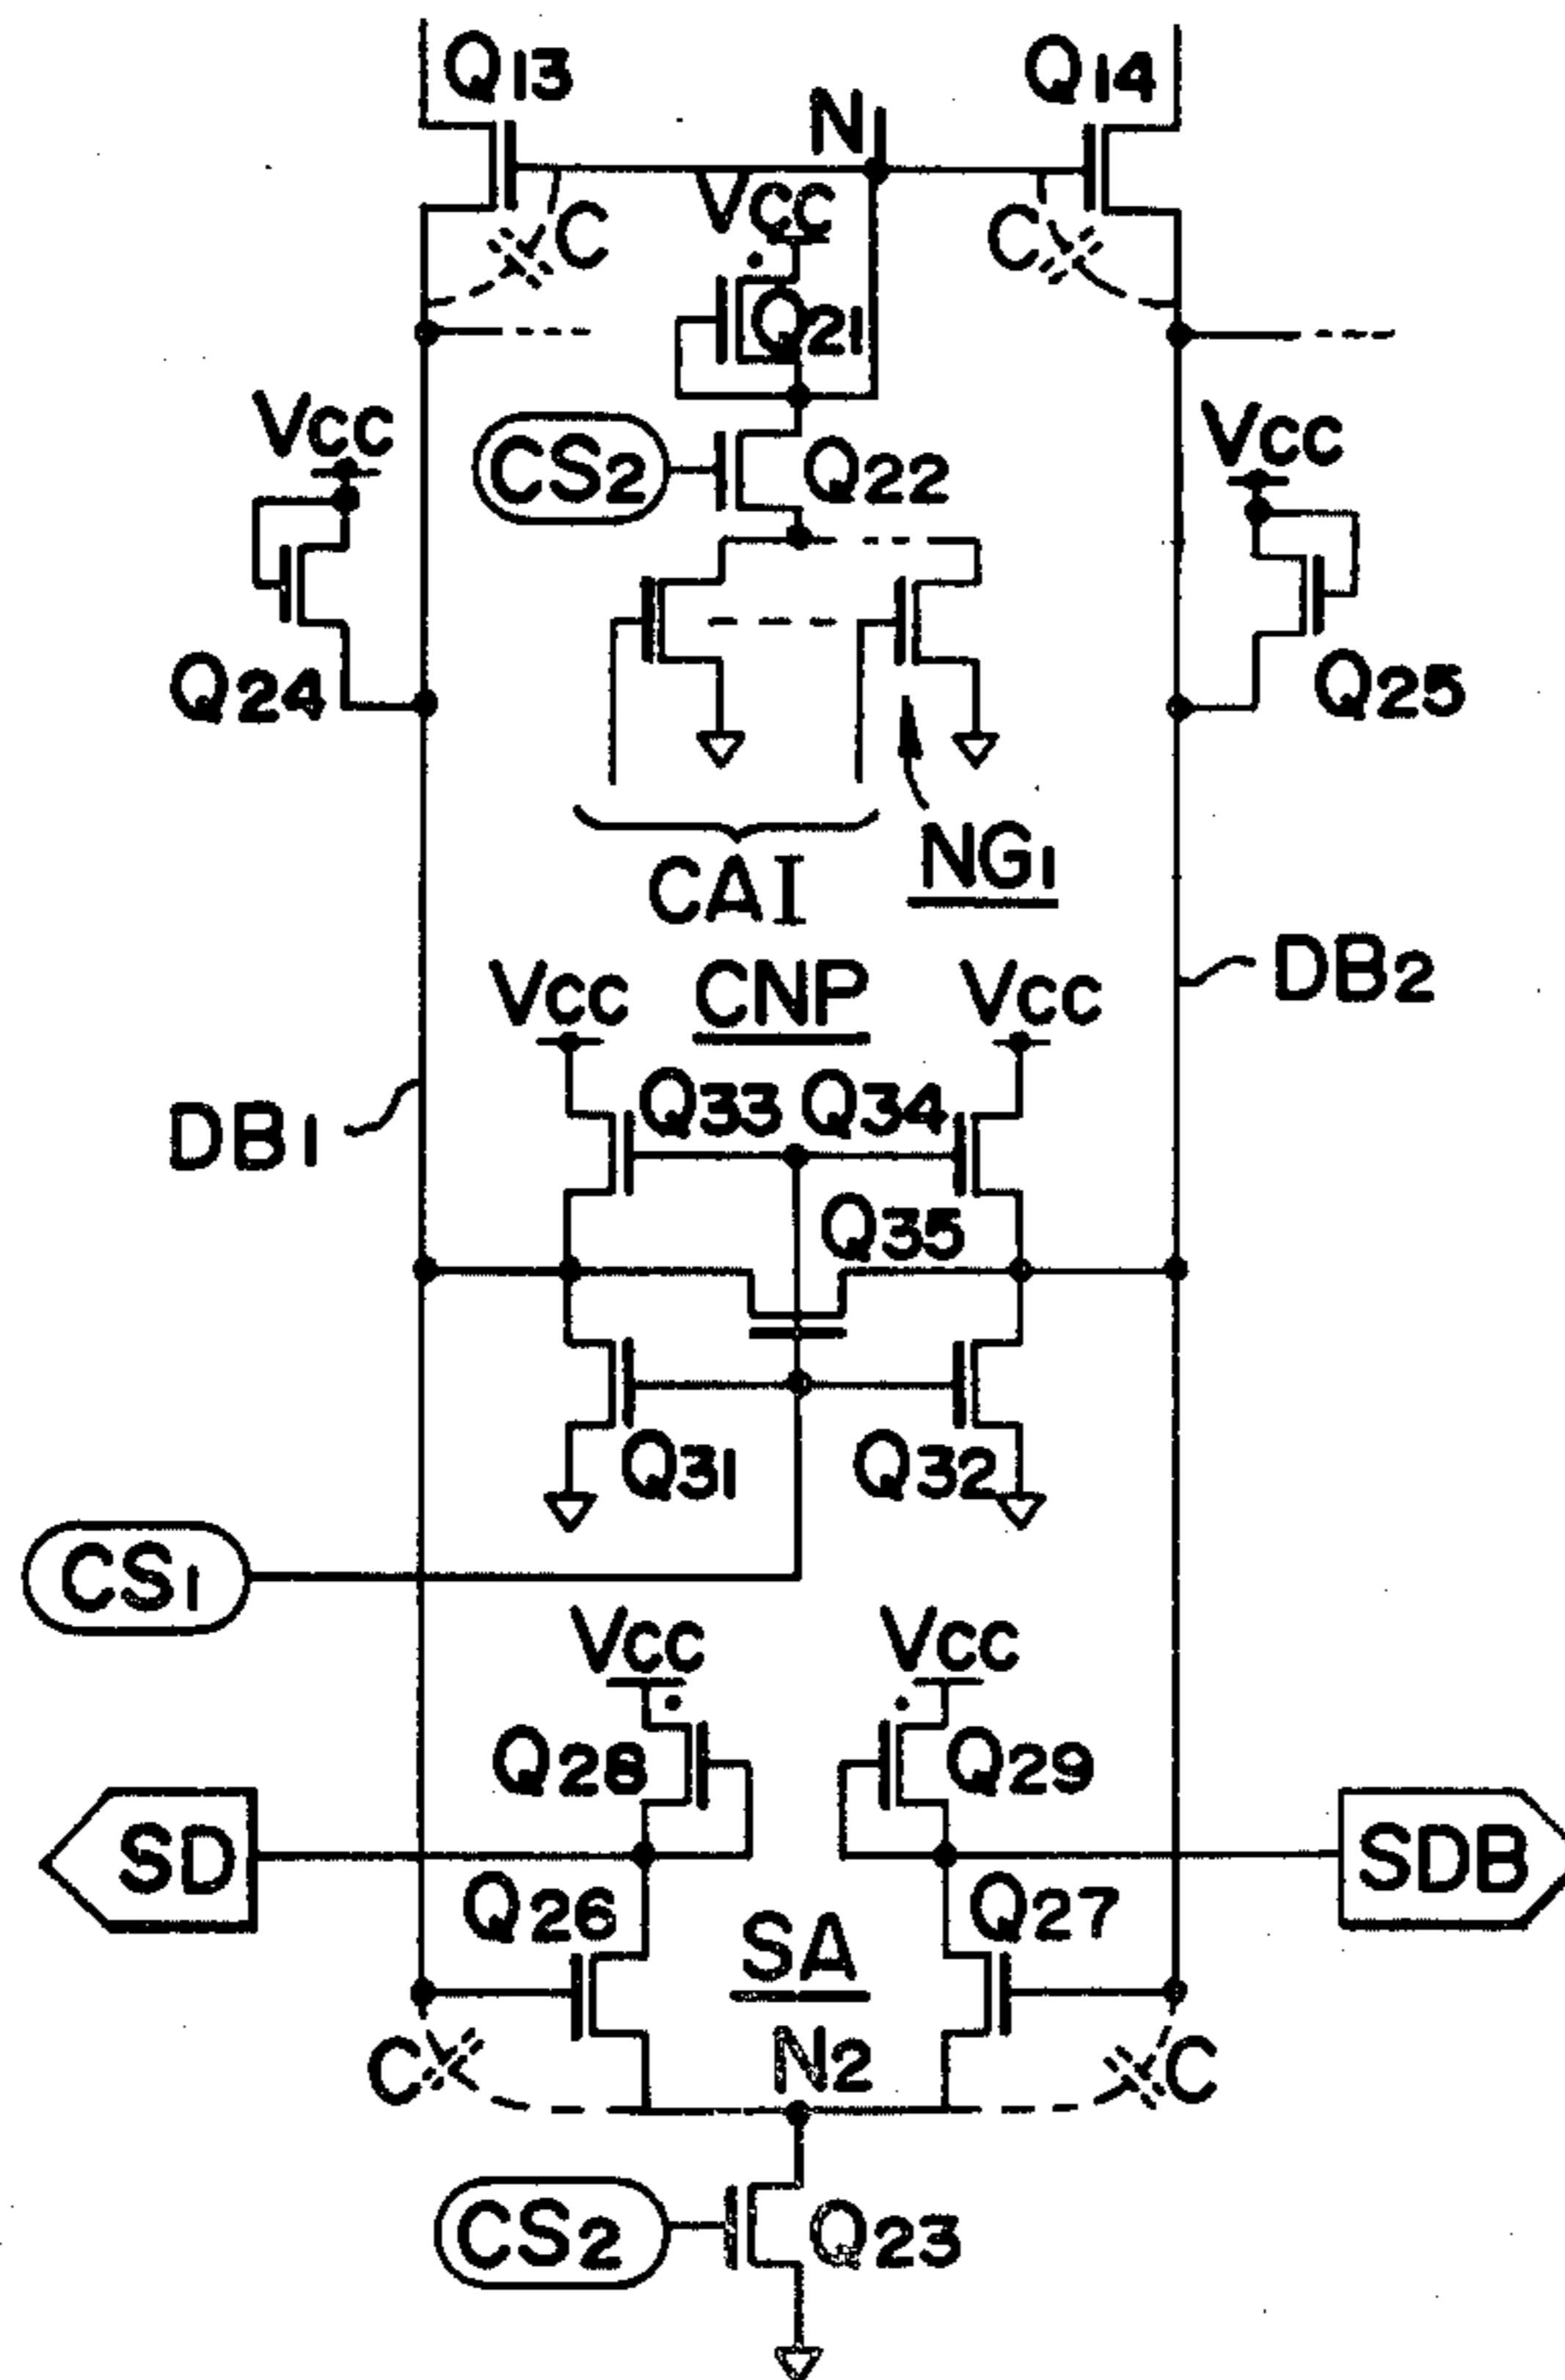 Q13
Q14
N1
VCC
C
C
Q21
VCC
CS2
Q22
VCC
Q24
Q25
CAI
NG1
DB2
VCC
CNP
VCC
DB1
Q33
Q34
Q35
Q31
Q32
CS1
VCC
VCC
Q28
Q29
SD
SDB
Q26
Q27
SA
C
N2
C
CS2
Q23